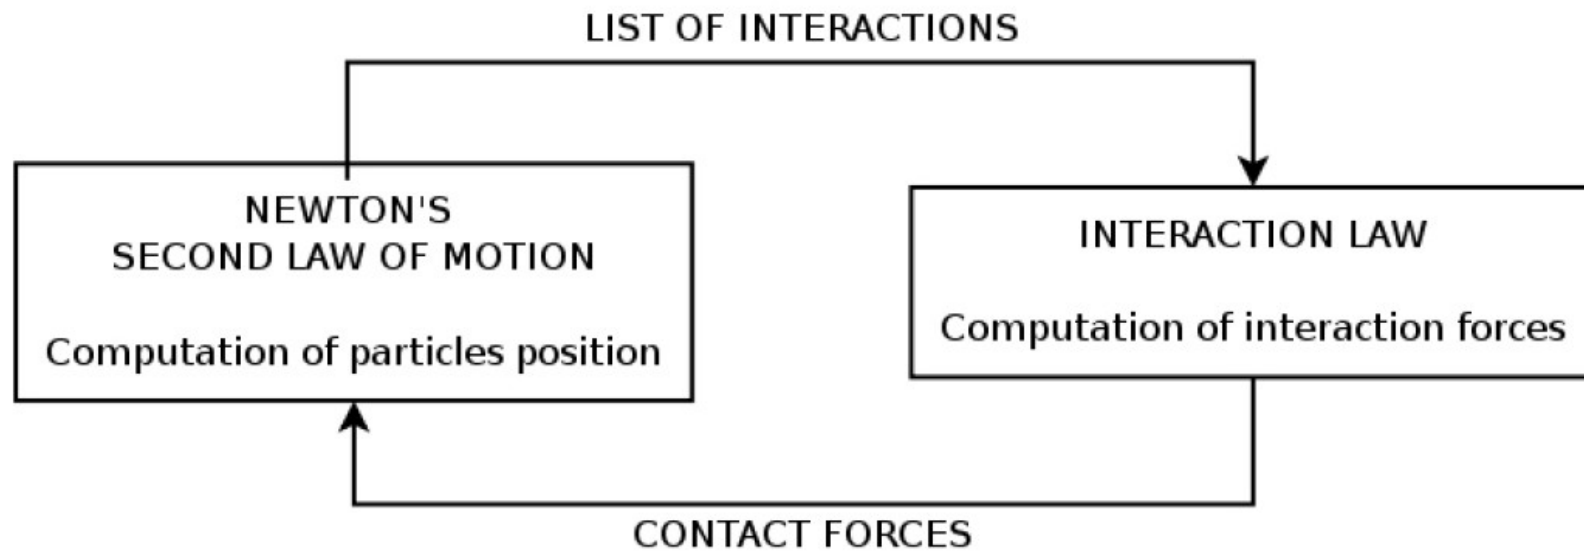 LIST OF INTERACTIONS
NEWTON'S
SECOND LAW OF MOTION
Computation of particles position
INTERACTION LAW
Computation of interaction forces
CONTACT FORCES